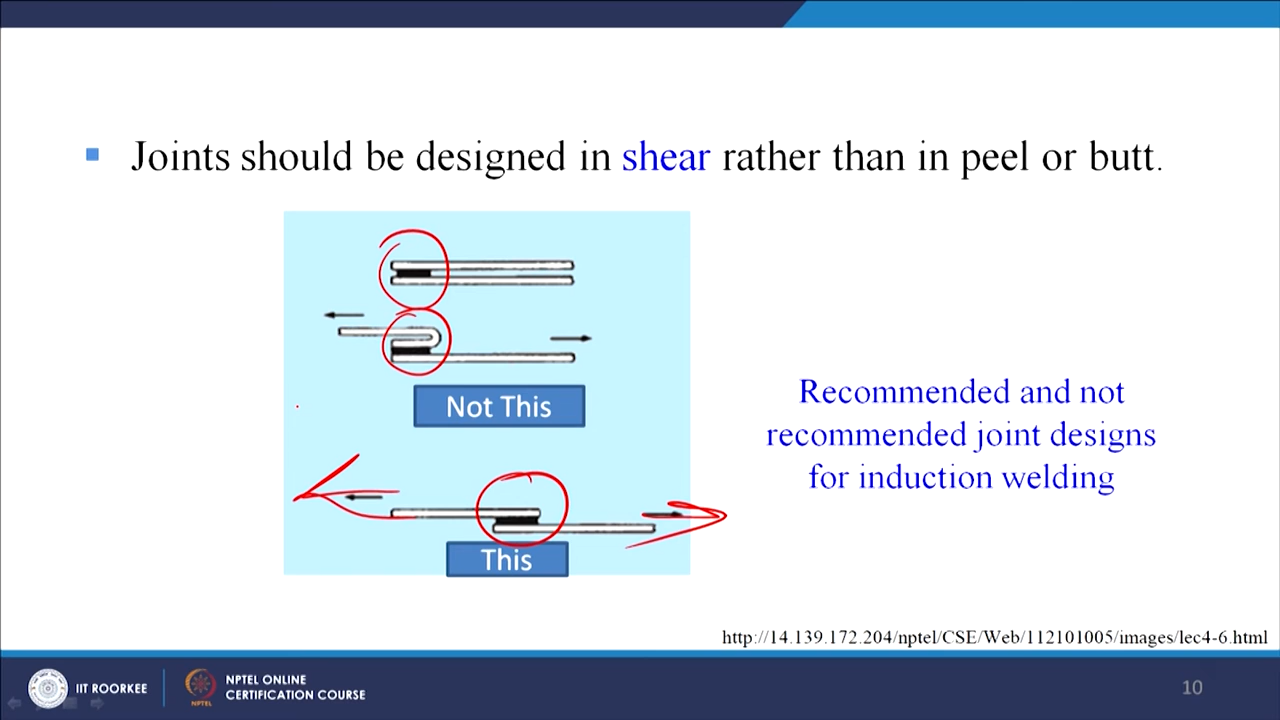 Joints should be designed in shear rather than in peel or butt.
Not This
This
Recommended and not
recommended joint designs
for induction welding
http://14.139.172.204/nptel/CSE/Web/112101005/images/lec4-6.html
IIT ROORKEE
NPTEL
NPTEL ONLINE
CERTIFICATION COURSE
10